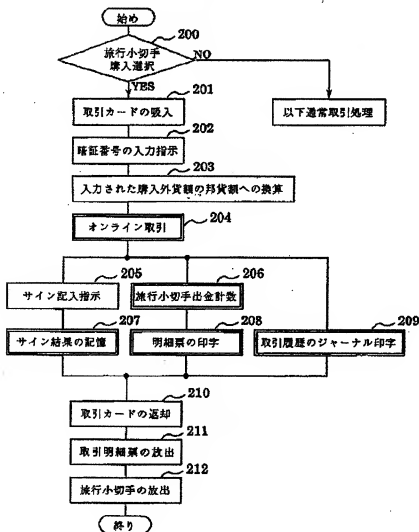 始め
200
旅行小切手
購入選択
NO
YES
201
取引カードの吸入
以下通常取引処理
202
暗証番号の入力指示
203
入力された購入外貨額の邦貨額への換算
204
オンライン取引
205
サイン記入指示
206
旅行小切手出金計数
207
サイン結果の記憶
208
明細票の印字
209
取引履歴のジャーナル印字
210
取引カードの返却
211
取引明細票の放出
212
旅行小切手の放出
終り